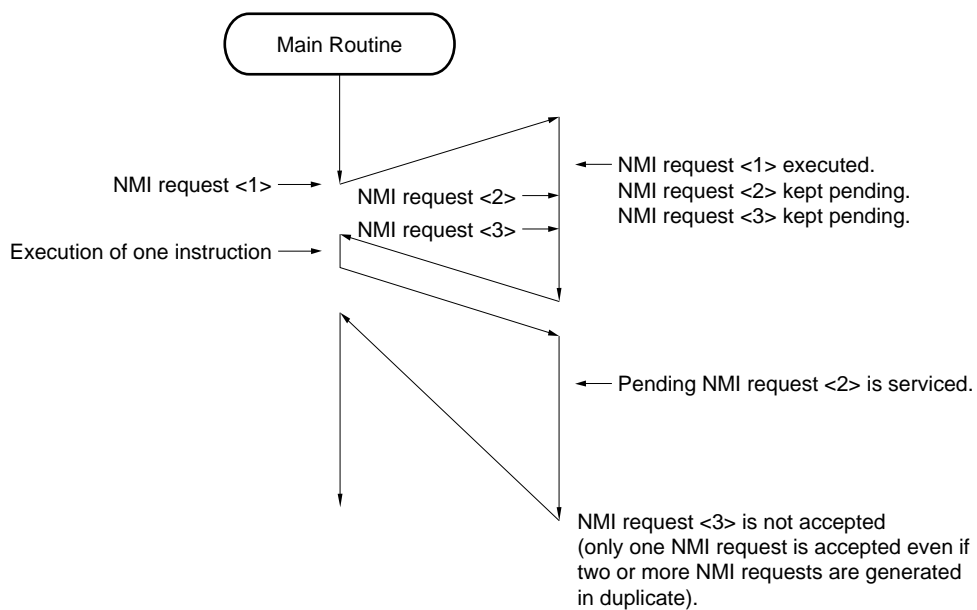 Main Routine
NMI request <1>
NMI request <2>
NMI request <3>
Execution of one instruction
NMI request <1> executed.
NMI request <2> kept pending.
NMI request <3> kept pending.
Pending NMI request <2> is serviced.
NMI request <3> is not accepted
(only one NMI request is accepted even if
two or more NMI requests are generated
in duplicate).